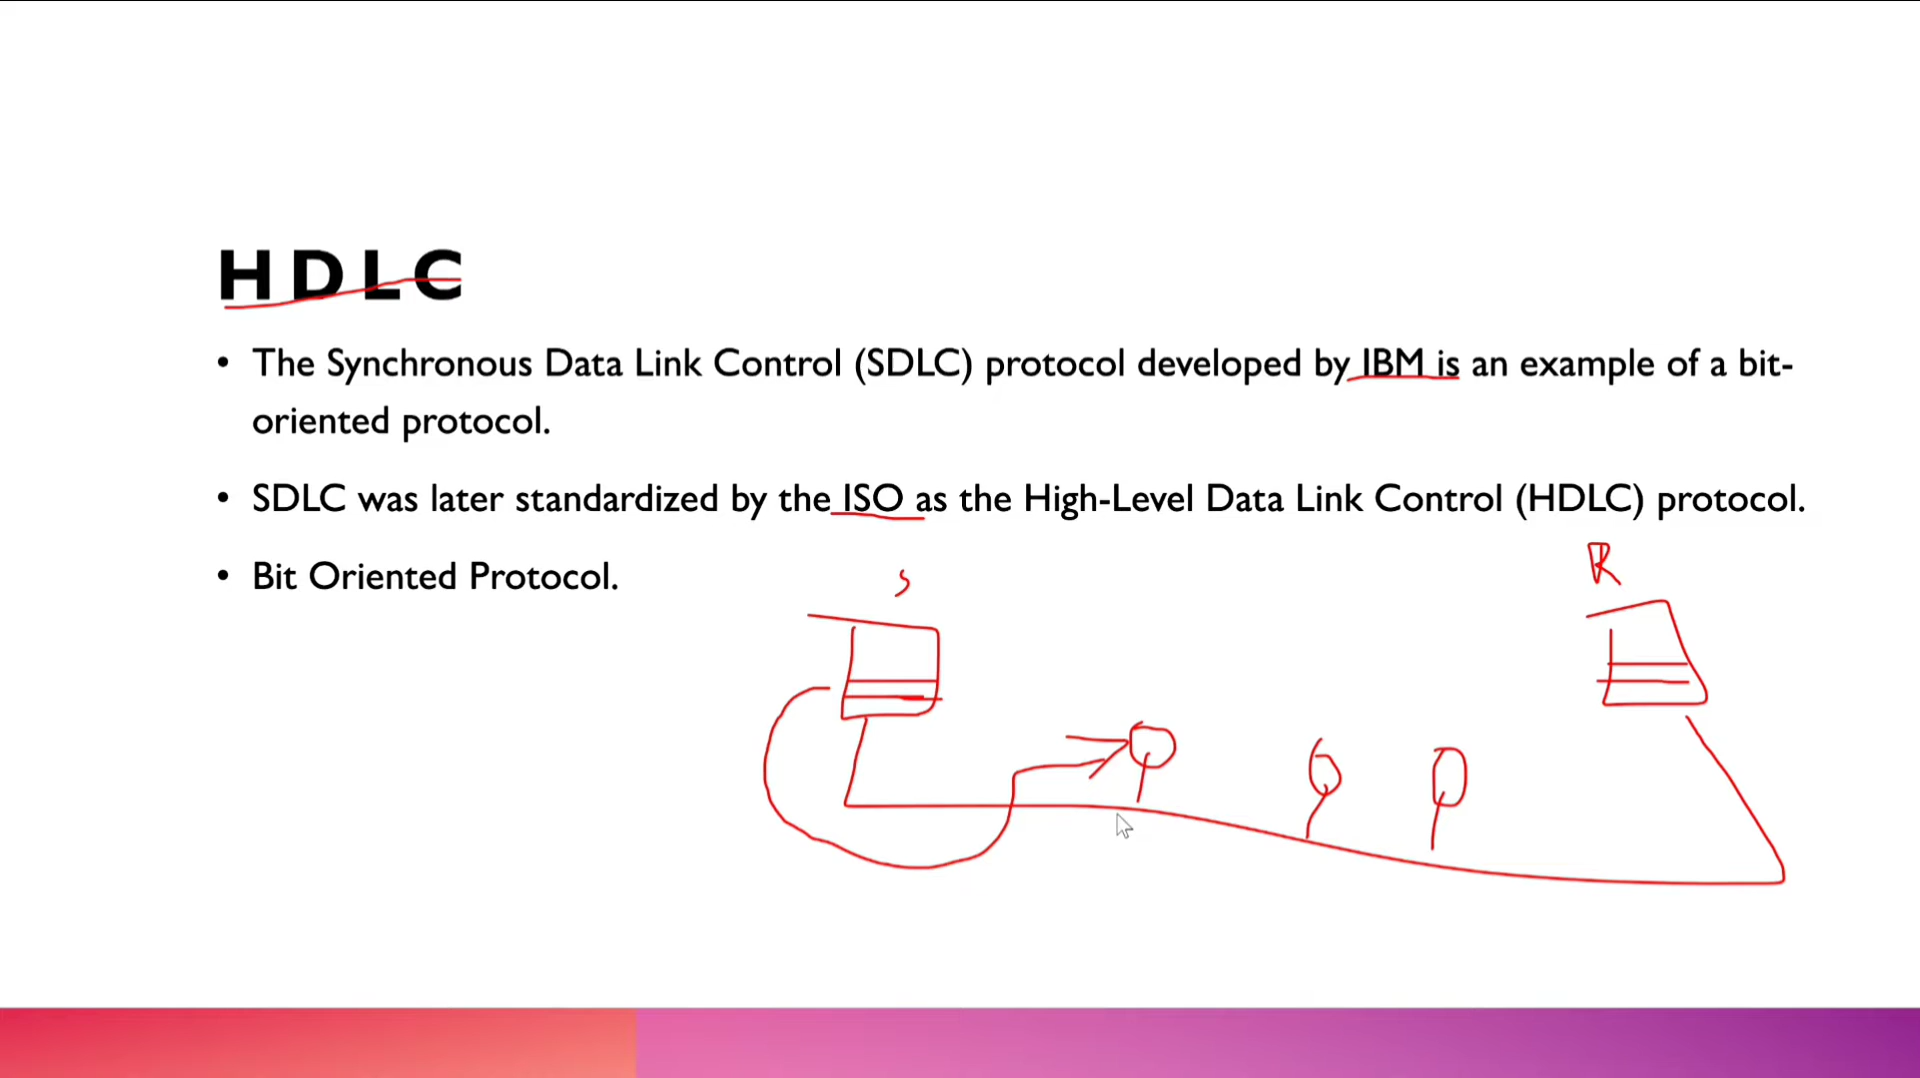 HDLC
• The Synchronous Data Link Control (SDLC) protocol developed by IBM is an example of a bit-
oriented protocol.
• SDLC was later standardized by the ISO as the High-Level Data Link Control (HDLC) protocol.
• Bit Oriented Protocol.
S
R